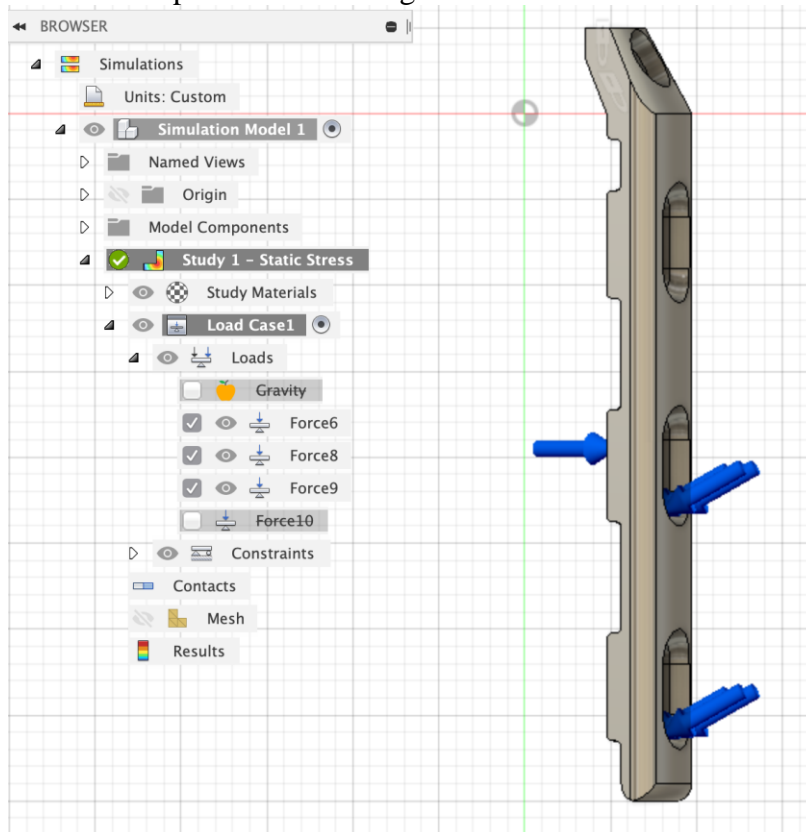 BROWSER
Simulations
Units: Custom
Simulation Model 1
Named Views
Origin
Model Components
Study 1 - Static Stress
Study Materials
Load Case1
Loads
Gravity
Force6
Force8
Force9
Force10
Constraints
Contacts
Mesh
Results